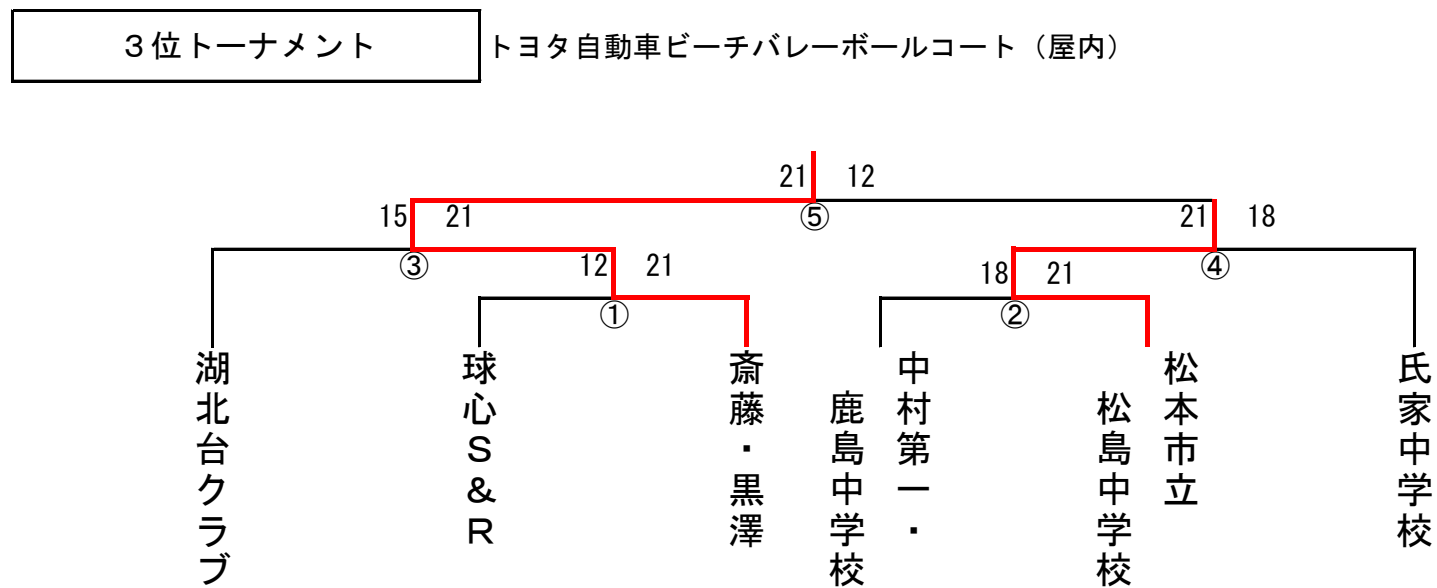 ３位トーナメント
トヨタ自動車ビーチバレーボールコート（屋内）
21 12
⑤
15 21
21 18
③
④
12 21
18 21
①
②
湖北台クラブ
球心Ｓ＆Ｒ
斎藤・黒澤
中村第一・
鹿島中学校
松本市立
松島中学校
氏家中学校